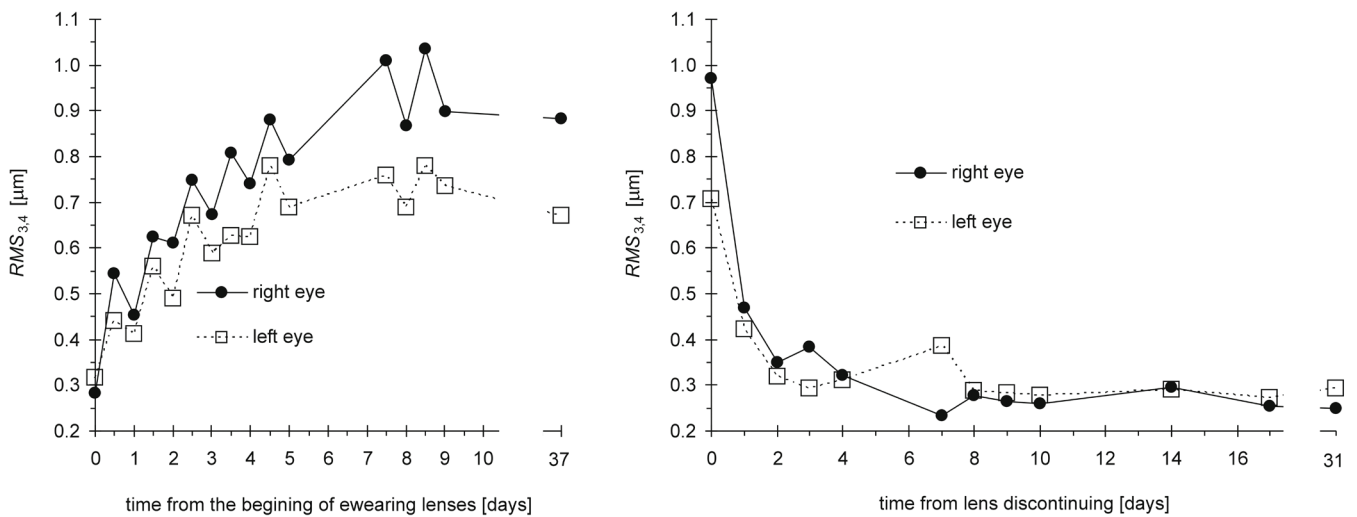 1.1
1.0
0.9
0.8
0.7
0.6
0.5
0.4
0.3
0.2
RMS3,4 [µm]
right eye
left eye
0 1 2 3 4 5 7 8 9 10 37
time from the begining of ewearing lenses [days]
1.1
1.0
0.9
0.8
0.7
0.6
0.5
0.4
0.3
0.2
RMS3,4 [µm]
right eye
left eye
0 2 4 6 8 10 12 14 16 31
time from lens discontinuing [days]